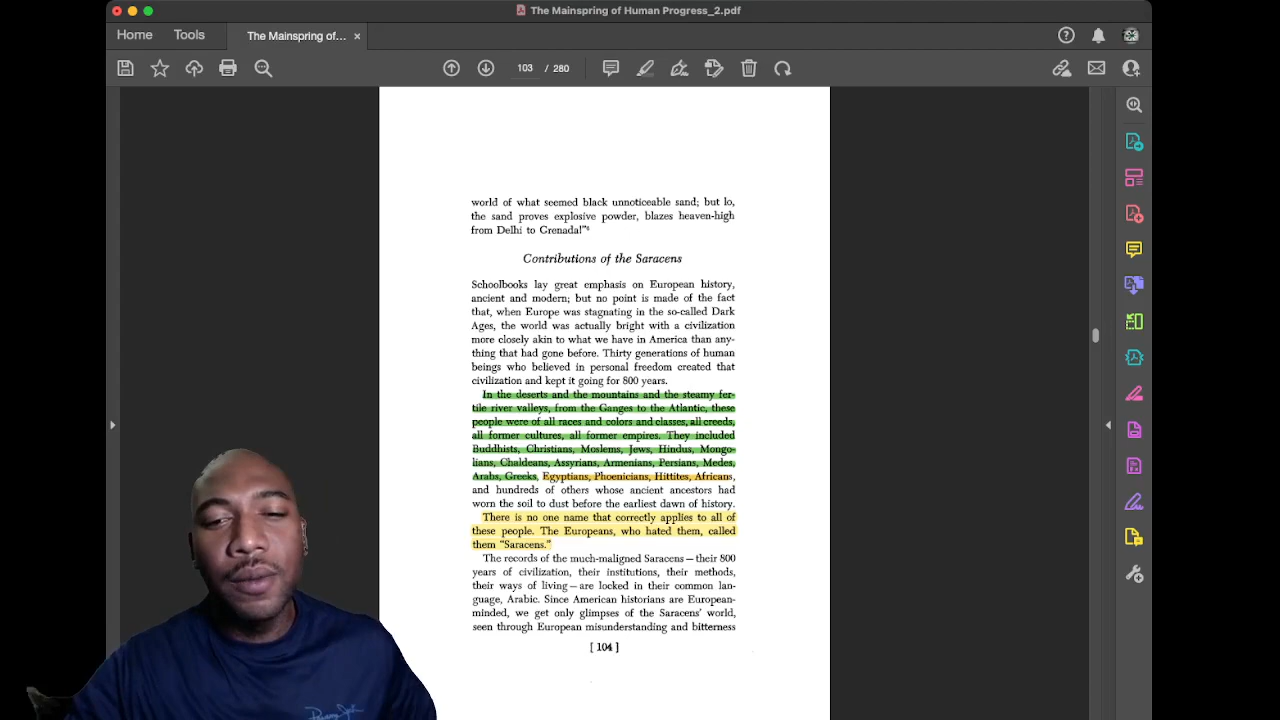 The Mainspring of Human Progress_2.pdf
Home Tools The Mainspring of... ×
103 / 280
world of what seemed black unnoticeable sand; but lo,
the sand proves explosive powder, blazes heaven-high
from Delhi to Grenada!"⁶
Contributions of the Saracens
Schoolbooks lay great emphasis on European history,
ancient and modern; but no point is made of the fact
that, when Europe was stagnating in the so-called Dark
Ages, the world was actually bright with a civilization
more closely akin to what we have in America than any-
thing that had gone before. Thirty generations of human
beings who believed in personal freedom created that
civilization and kept it going for 800 years.
In the deserts and the mountains and the steamy fer-
tile river valleys, from the Ganges to the Atlantic, these
people were of all races and colors and classes, all creeds,
all former cultures, all former empires. They included
Buddhists, Christians, Moslems, Jews, Hindus, Mongo-
lians, Chaldeans, Assyrians, Armenians, Persians, Medes,
Arabs, Greeks, Egyptians, Phoenicians, Hittites, Africans,
and hundreds of others whose ancient ancestors had
worn the soil to dust before the earliest dawn of history.
There is no one name that correctly applies to all of
these people. The Europeans, who hated them, called
them "Saracens."
The records of the much-maligned Saracens — their 800
years of civilization, their institutions, their methods,
their ways of living — are locked in their common lan-
guage, Arabic. Since American historians are European-
minded, we get only glimpses of the Saracens' world,
seen through European misunderstanding and bitterness
[ 104 ]